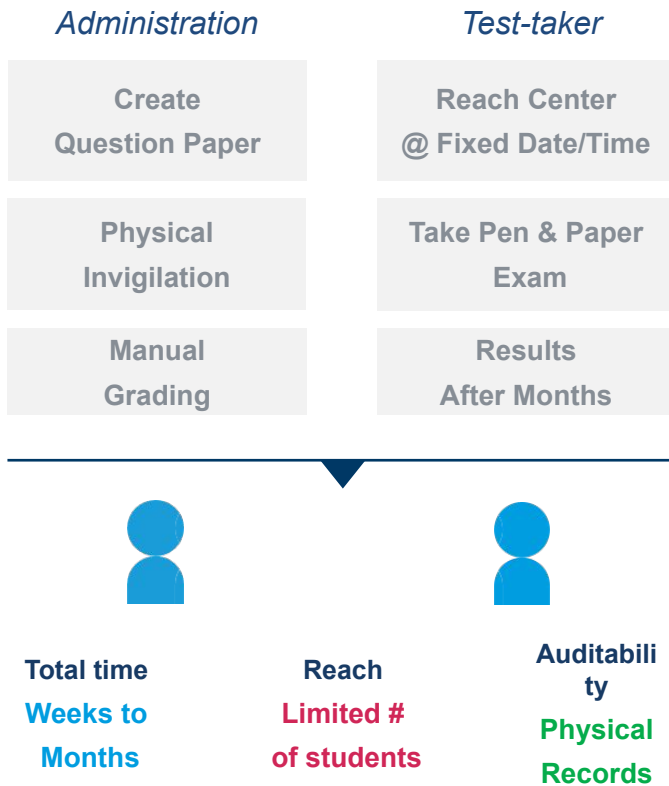 Administration
Test-taker
Create
Question Paper
Reach Center
@ Fixed Date/Time
Physical
Invigilation
Take Pen & Paper
Exam
Manual
Grading
Results
After Months
Total time
Weeks to
Months
Reach
Limited #
of students
Auditabili
ty
Physical
Records